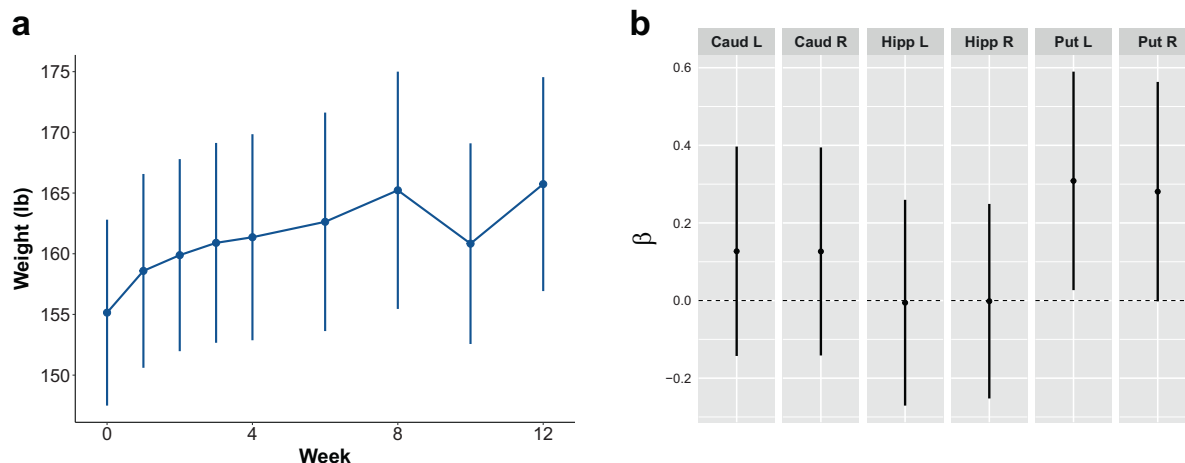 a
175
170
165
160
155
150
Weight (lb)
0 4 8 12
Week
b
Caud L Caud R Hipp L Hipp R Put L Put R
0.6
0.4
0.2
0.0
−0.2
β